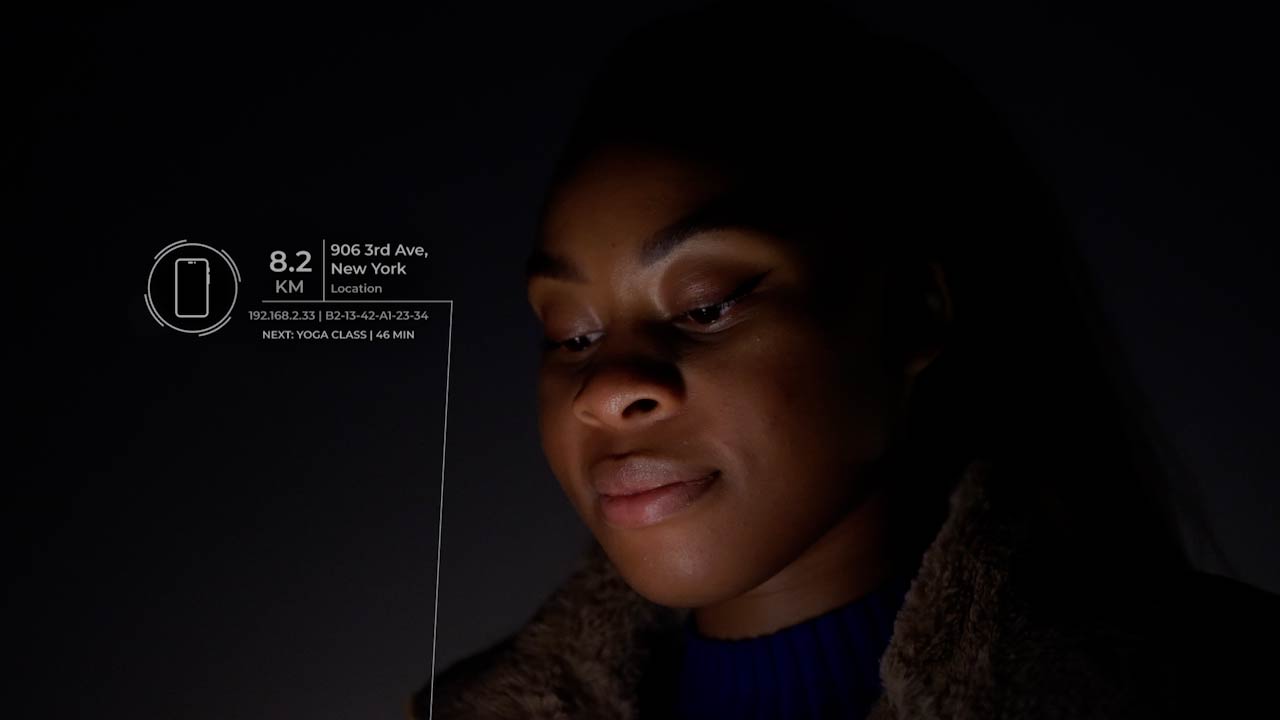 8.2
KM
906 3rd Ave,
New York
Location
192.168.2.33 | B2-13-42-A1-23-34
NEXT: YOGA CLASS | 46 MIN